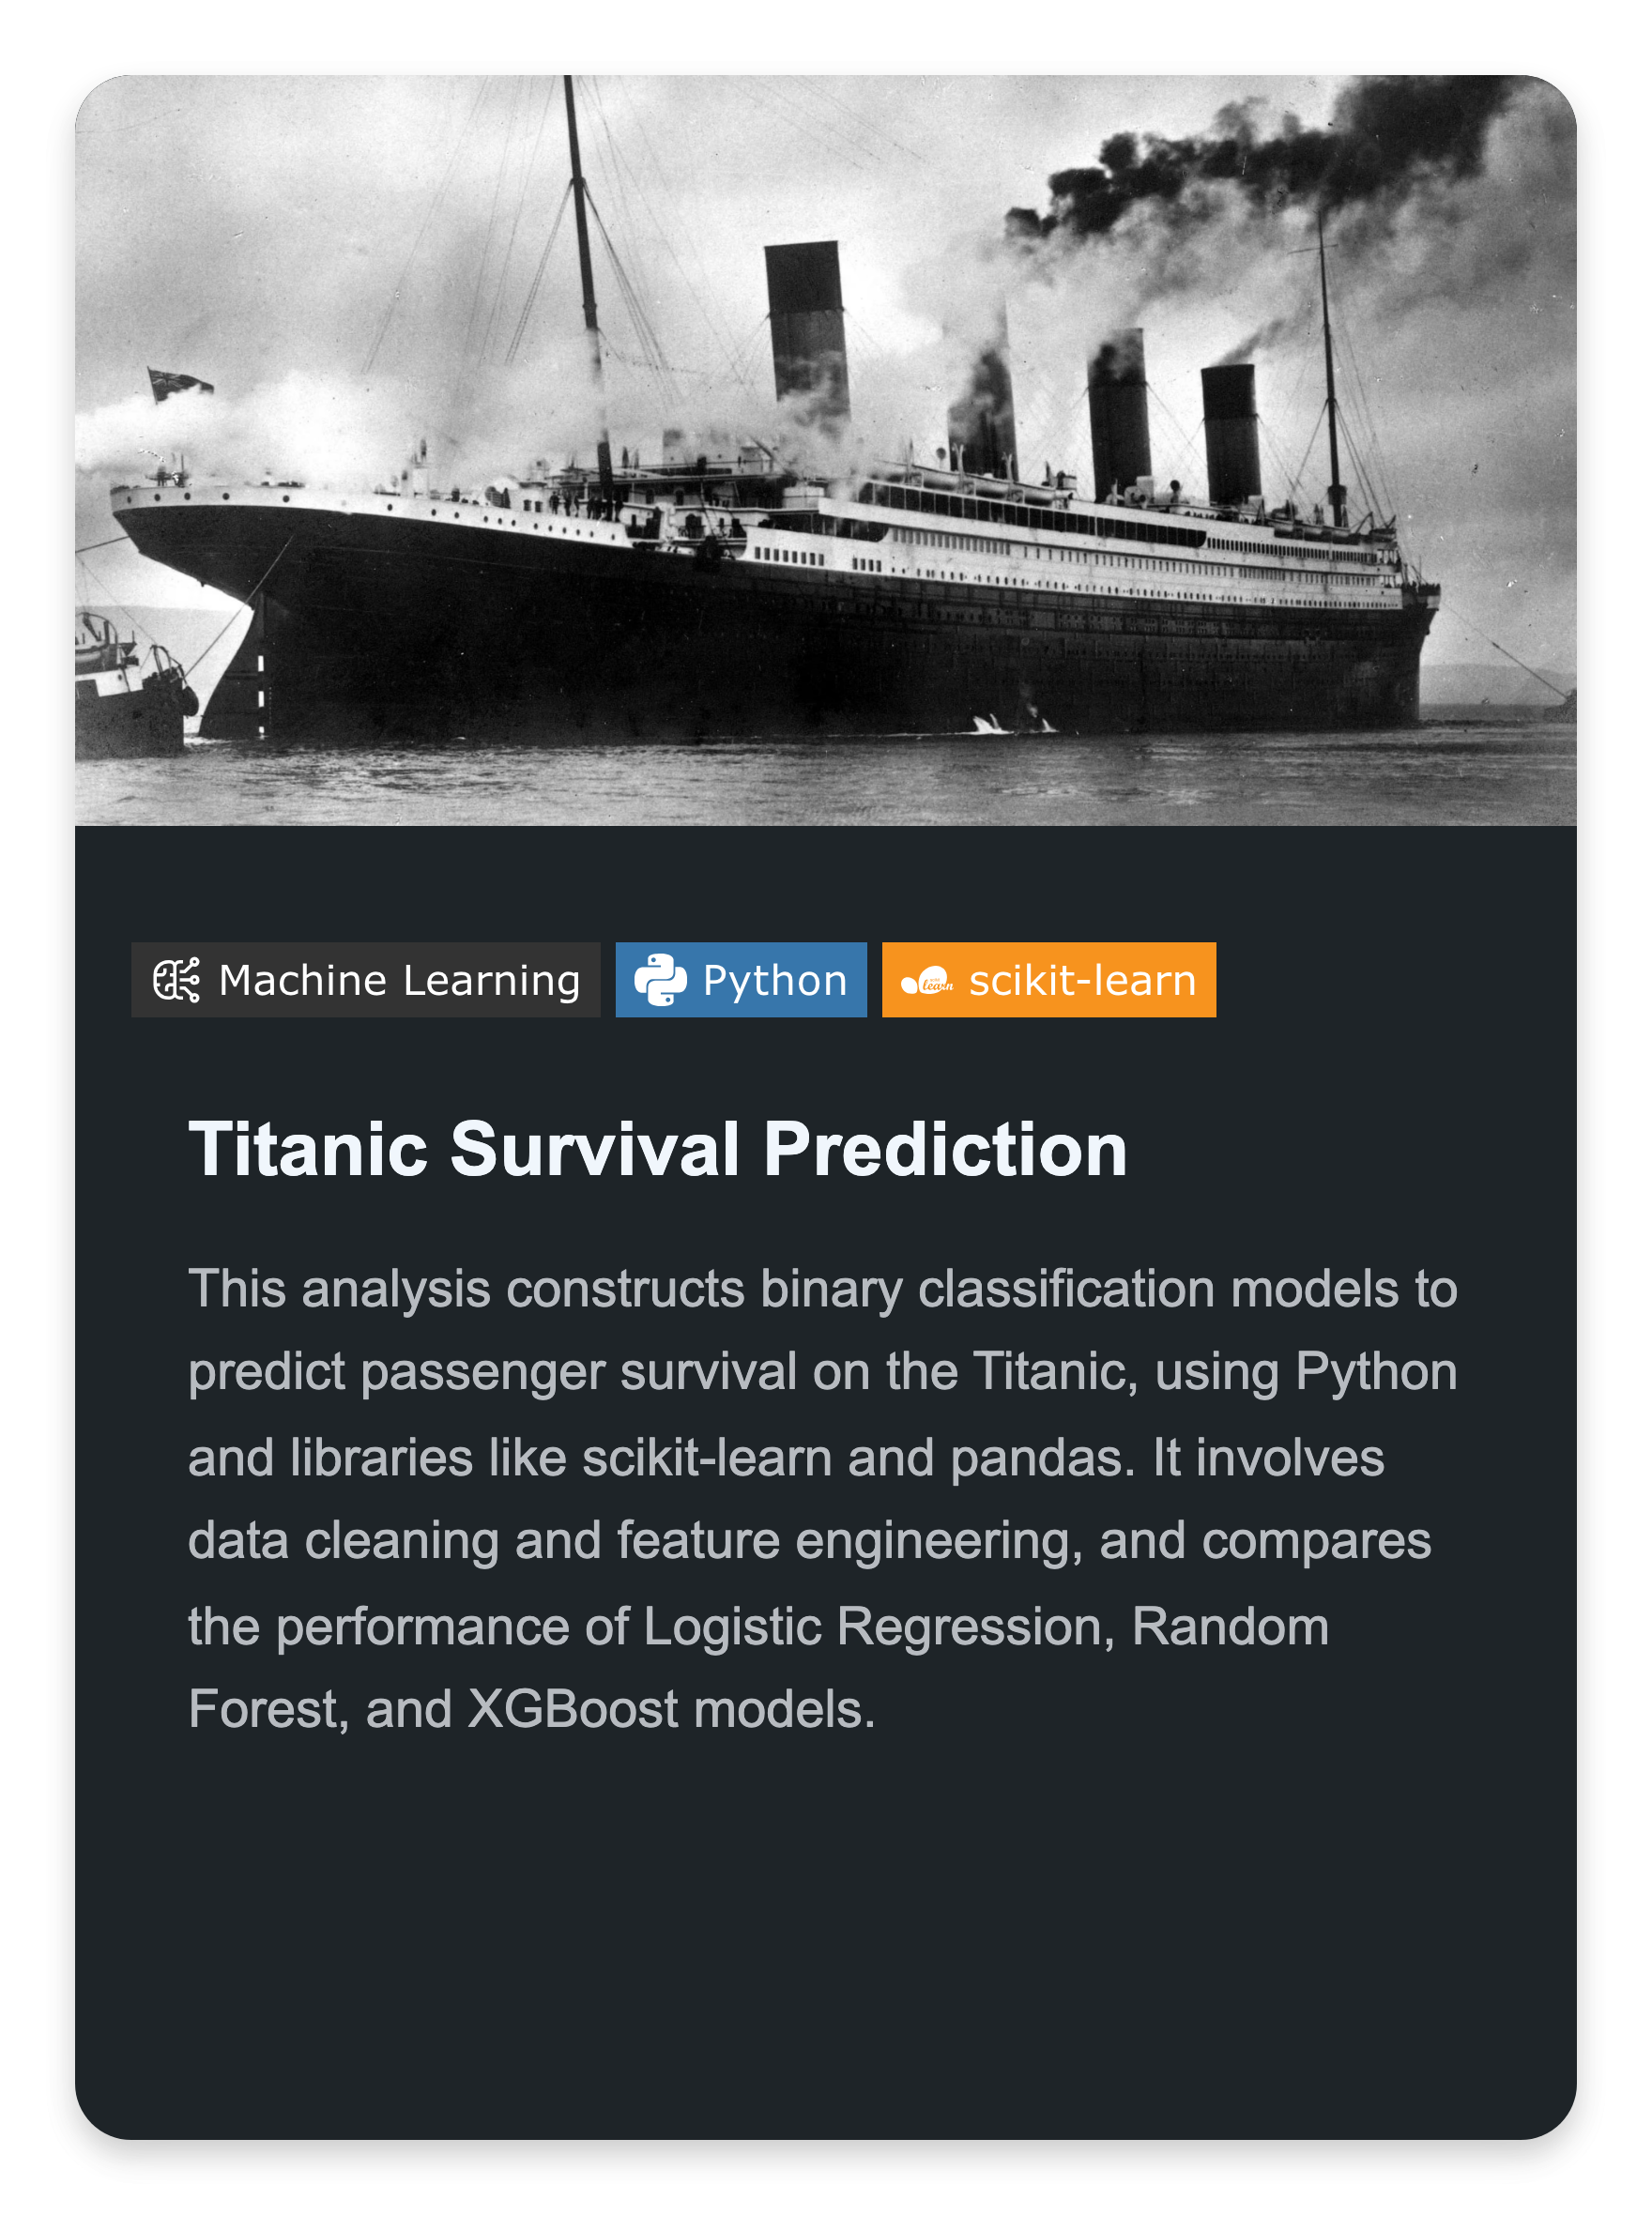 Machine Learning
Python
learn
scikit-learn
Titanic Survival Prediction
This analysis constructs binary classification models to
predict passenger survival on the Titanic, using Python
and libraries like scikit-learn and pandas. It involves
data cleaning and feature engineering, and compares
the performance of Logistic Regression, Random
Forest, and XGBoost models.